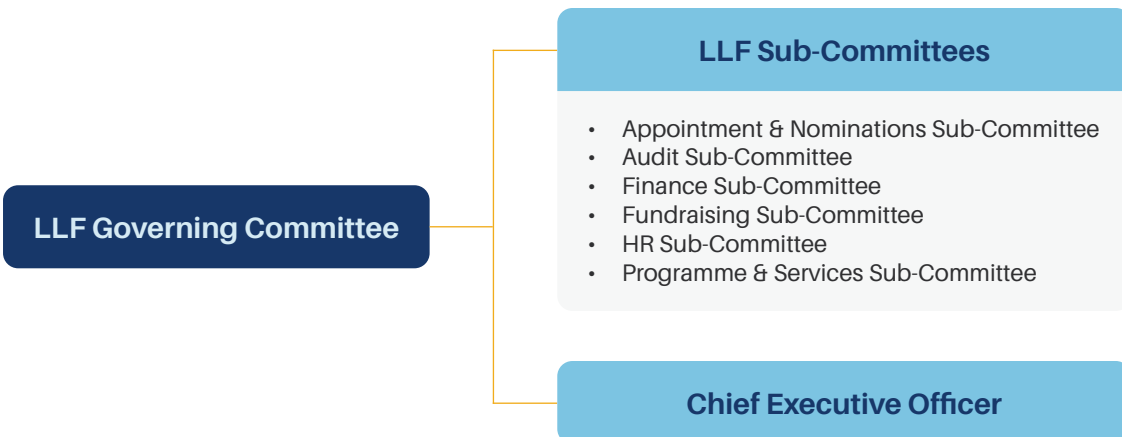 LLF Sub-Committees
• Appointment & Nominations Sub-Committee
• Audit Sub-Committee
• Finance Sub-Committee
• Fundraising Sub-Committee
• HR Sub-Committee
• Programme & Services Sub-Committee
LLF Governing Committee
Chief Executive Officer